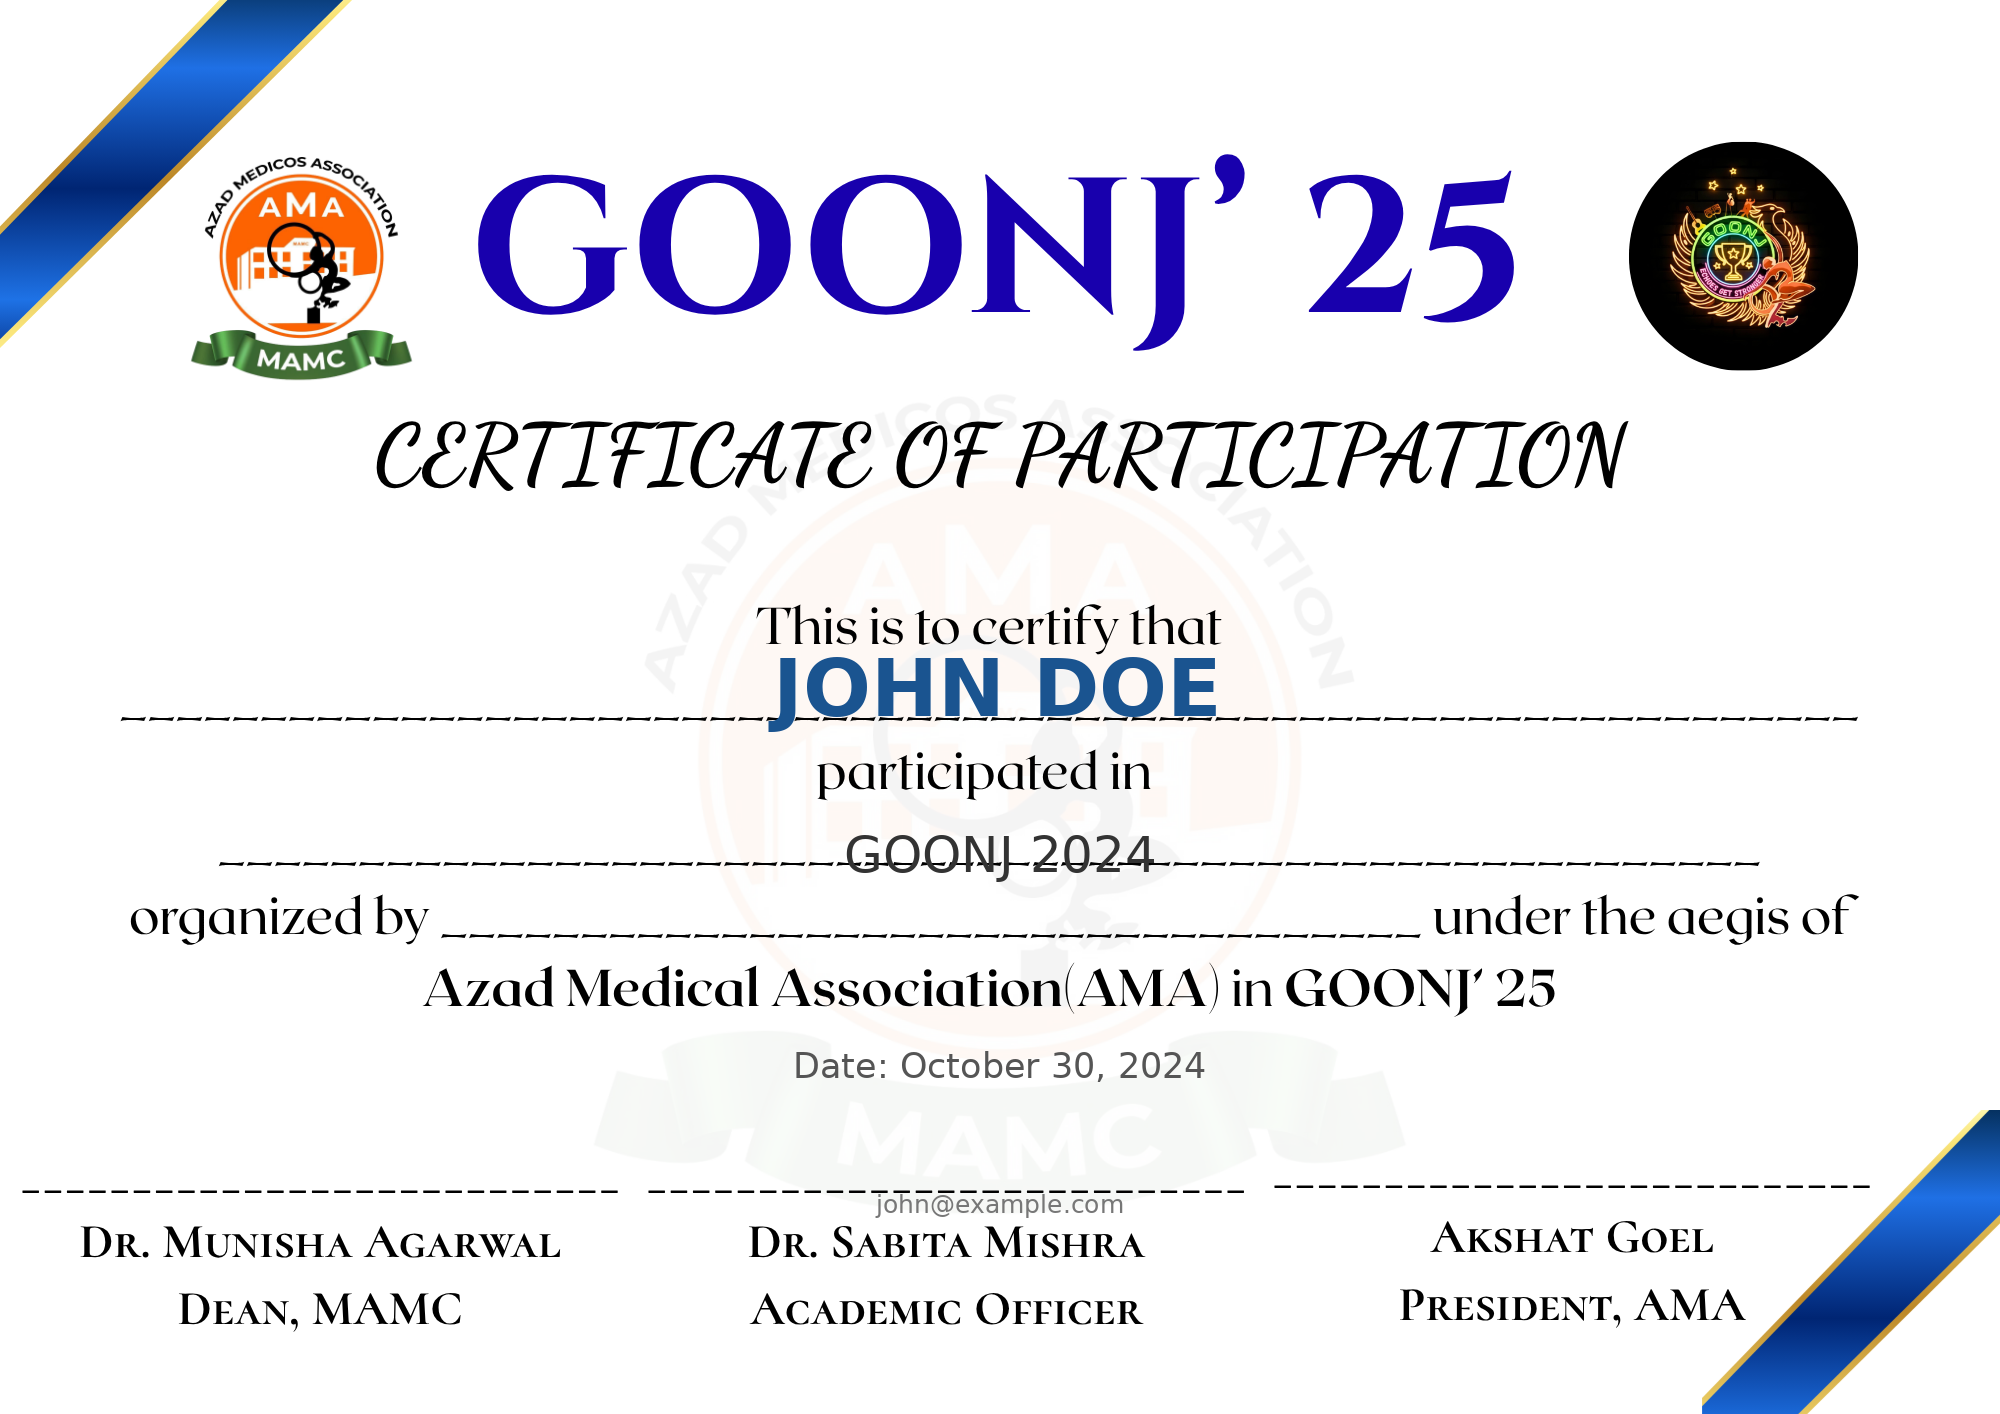 AZAD MEDICOS ASSOCIATION
AMA
MAMC
GOONJ’ 25
GOONJ
ECHOES GET STRONGER
CERTIFICATE OF PARTICIPATION
AZAD MEDICOS ASSOCIATION
AMA
This is to certify that
JOHN DOE
participated in
GOONJ 2024
organized by ___________________________________ under the aegis of
Azad Medical Association(AMA) in GOONJ’ 25
Date: October 30, 2024
MAMC
john@example.com
Dr. Munisha Agarwal
Dean, MAMC
Dr. Sabita Mishra
Academic Officer
Akshat Goel
President, AMA